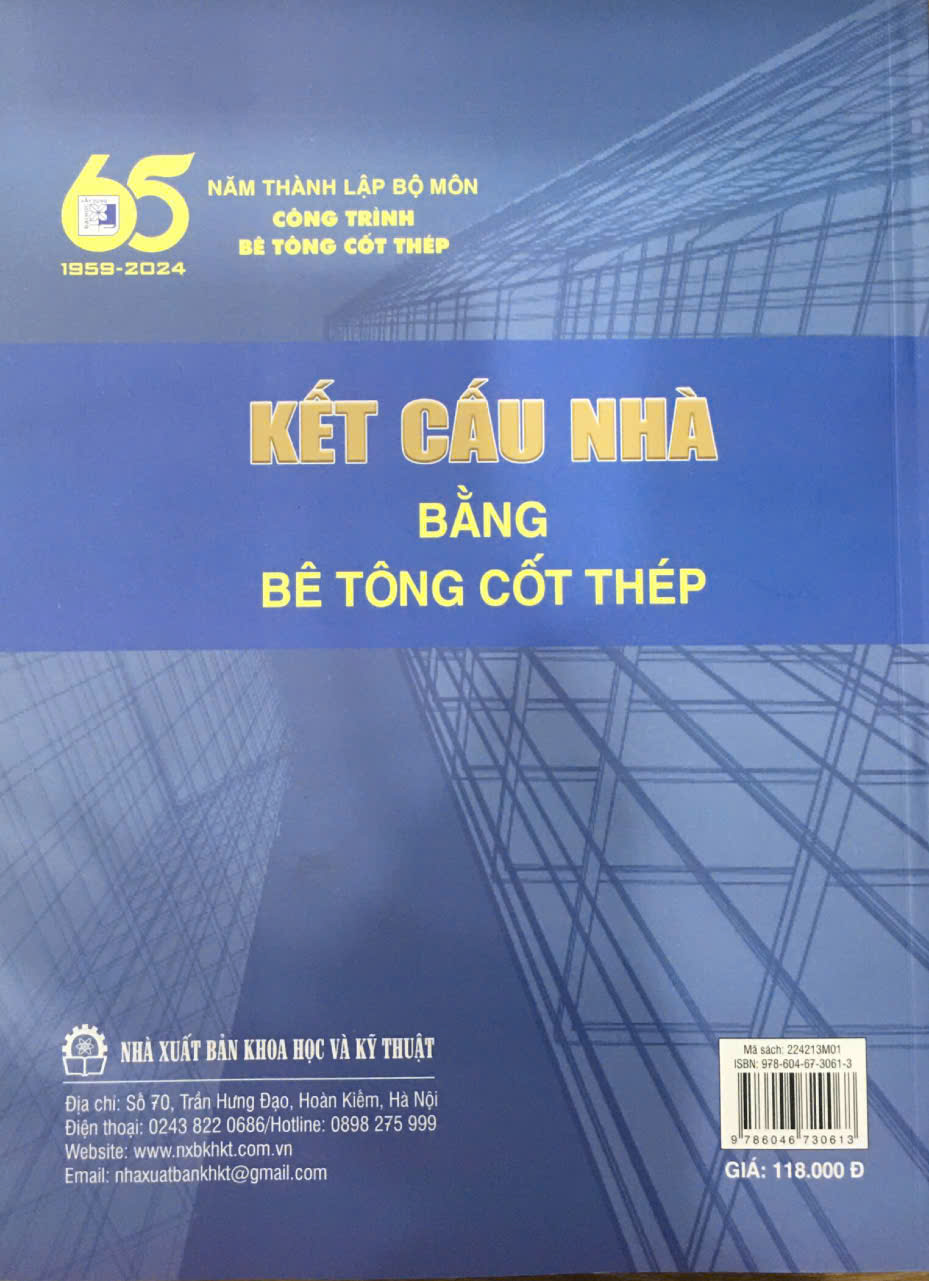 65
NĂM THÀNH LẬP BỘ MÔN
CÔNG TRÌNH
BÊ TÔNG CỐT THÉP
1959-2024
KẾT CẤU NHÀ
BẰNG
BÊ TÔNG CỐT THÉP
NHÀ XUẤT BẢN KHOA HỌC VÀ KỸ THUẬT
Địa chỉ: Số 70, Trần Hưng Đạo, Hoàn Kiếm, Hà Nội
Điện thoại: 0243 822 0686/Hotline: 0898 275 999
Website: www.nxbkhkt.com.vn
Email: nhaxuatbankhkt@gmail.com
Mã sách: 224213M01
ISBN: 978-604-67-3061-3
9 786046 730613
GIÁ: 118.000 Đ